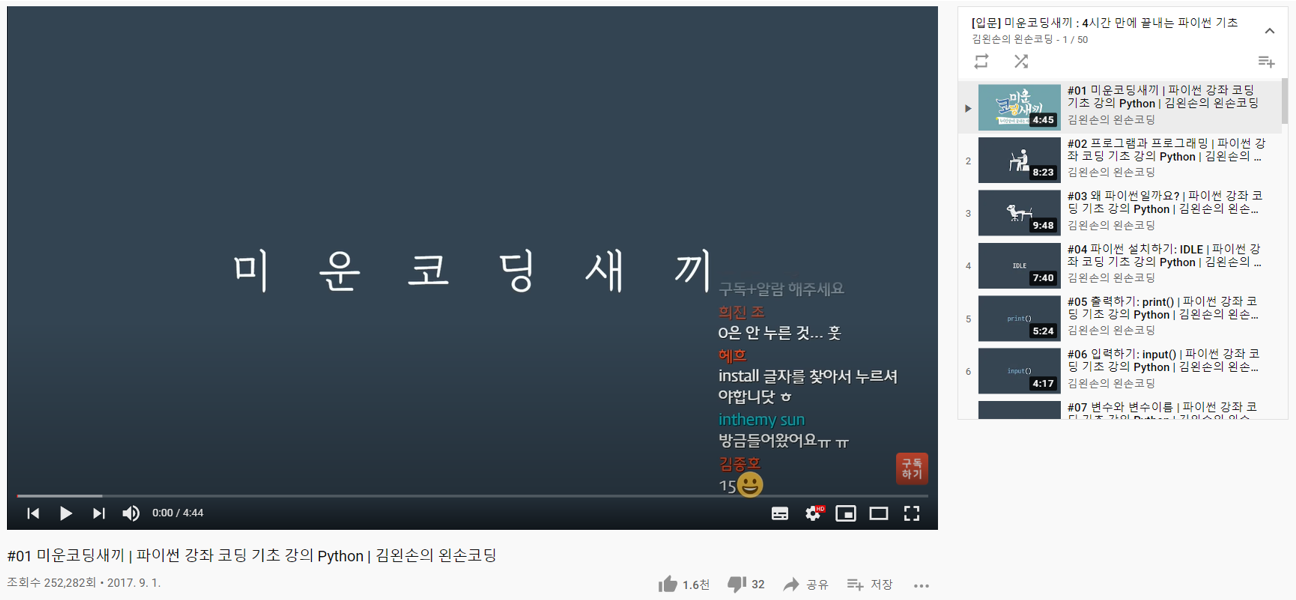 미 운 코 딩 새 끼
구독+알람 해주세요
희진 조
0은 안 누른 것... 훗
헤흐
install 글자를 찾아서 누르셔
야합니닷 ㅎ
inthemy sun
방금들어왔어요ㅠ ㅠ
김종호
15
구독
하기
0:00 / 4:44
HD
#01 미운코딩새끼 | 파이썬 강좌 코딩 기초 강의 Python | 김왼손의 왼손코딩
조회수 252,282회 • 2017. 9. 1.
1.6천
32
공유
저장
[입문] 미운코딩새끼 : 4시간 만에 끝내는 파이썬 기초
김왼손의 왼손코딩 - 1 / 50
미운
코딩새끼
4:45
#01 미운코딩새끼 | 파이썬 강좌 코딩
기초 강의 Python | 김왼손의 왼손코딩
김왼손의 왼손코딩
2
8:23
#02 프로그램과 프로그래밍 | 파이썬 강
좌 코딩 기초 강의 Python | 김왼손의 ...
김왼손의 왼손코딩
3
9:48
#03 왜 파이썬일까요? | 파이썬 강좌 코
딩 기초 강의 Python | 김왼손의 왼손...
김왼손의 왼손코딩
4
IDLE
7:40
#04 파이썬 설치하기: IDLE | 파이썬 강
좌 코딩 기초 강의 Python | 김왼손의 ...
김왼손의 왼손코딩
5
print()
5:24
#05 출력하기: print() | 파이썬 강좌 코
딩 기초 강의 Python | 김왼손의 왼손...
김왼손의 왼손코딩
6
input()
4:17
#06 입력하기: input() | 파이썬 강좌 코
딩 기초 강의 Python | 김왼손의 왼손...
김왼손의 왼손코딩
#07 변수와 변수이름 | 파이썬 강좌 코